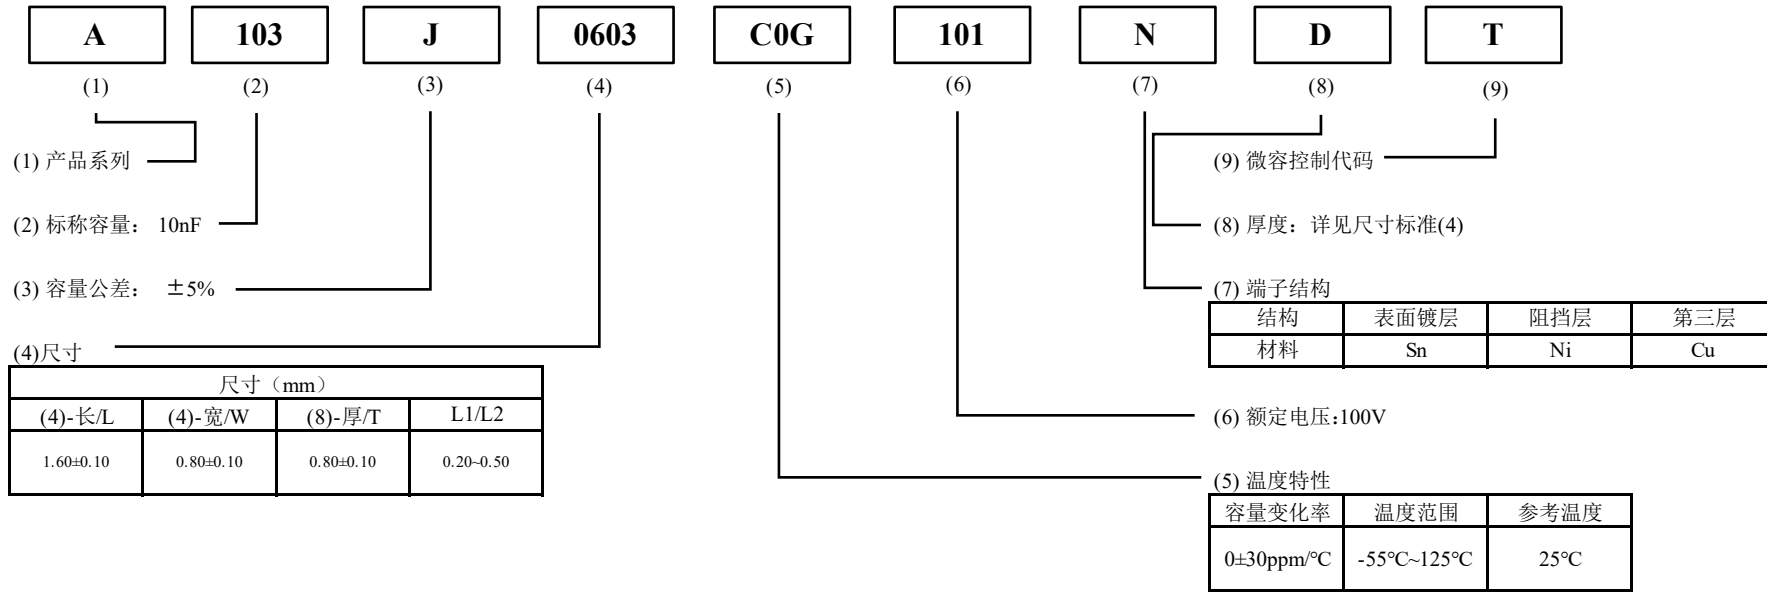 A 103 J 0603 C0G 101 N D T
(1) (2) (3) (4) (5) (6) (7) (8) (9)
(1) 产品系列
(2) 标称容量： 10nF
(3) 容量公差： ±5%
(4)尺寸
尺寸（mm）
(4)-长/L (4)-宽/W (8)-厚/T L1/L2
1.60±0.10 0.80±0.10 0.80±0.10 0.20~0.50
(9) 微容控制代码
(8) 厚度：详见尺寸标准(4)
(7) 端子结构
结构 表面镀层 阻挡层 第三层
材料 Sn Ni Cu
(6) 额定电压:100V
(5) 温度特性
容量变化率 温度范围 参考温度
0±30ppm/℃ -55℃~125℃ 25℃